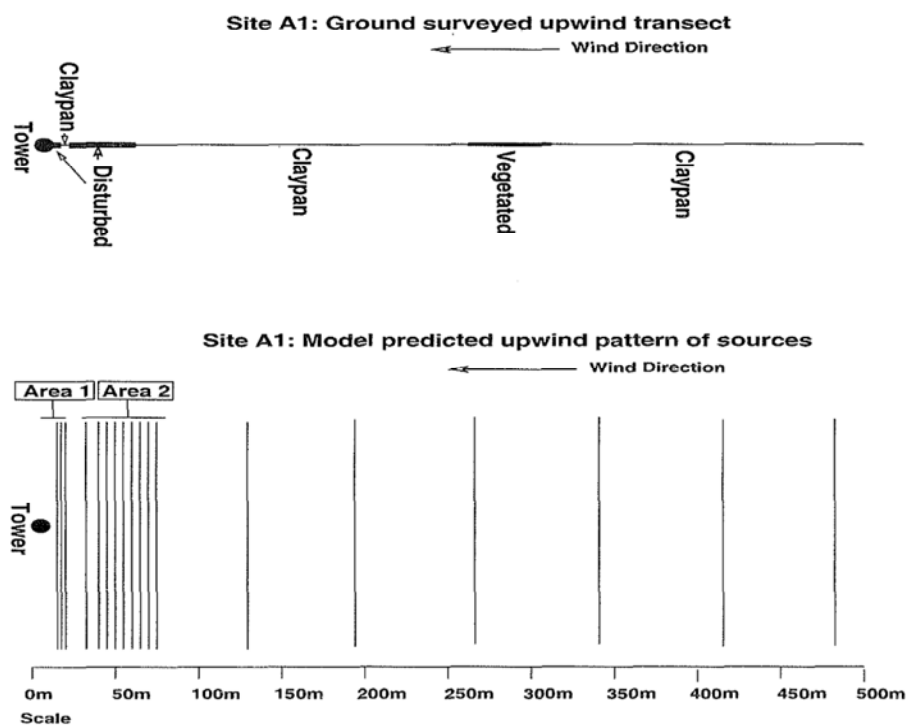 Site A1: Ground surveyed upwind transect
Wind Direction
Tower
Claypan
Disturbed
Claypan
Vegetated
Claypan
Site A1: Model predicted upwind pattern of sources
Wind Direction
Area 1
Area 2
Tower
0m
50m
100m
150m
200m
250m
300m
350m
400m
450m
500m
Scale